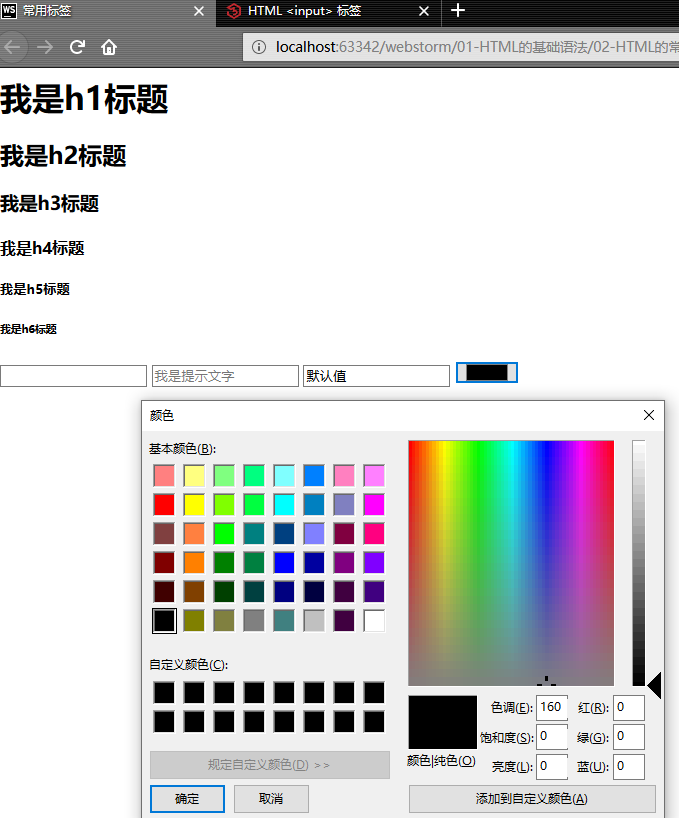 WS 常用标签
HTML <input> 标签
localhost:63342/webstorm/01-HTML的基础语法/02-HTML的常
我是h1标题
我是h2标题
我是h3标题
我是h4标题
我是h5标题
我是h6标题
我是提示文字 默认值
颜色
基本颜色(B):
自定义颜色(C):
规定自定义颜色(D) >>
确定 取消
色调(E): 160 红(R): 0
饱和度(S): 0 绿(G): 0
颜色|纯色(O)
亮度(L): 0 蓝(U): 0
添加到自定义颜色(A)